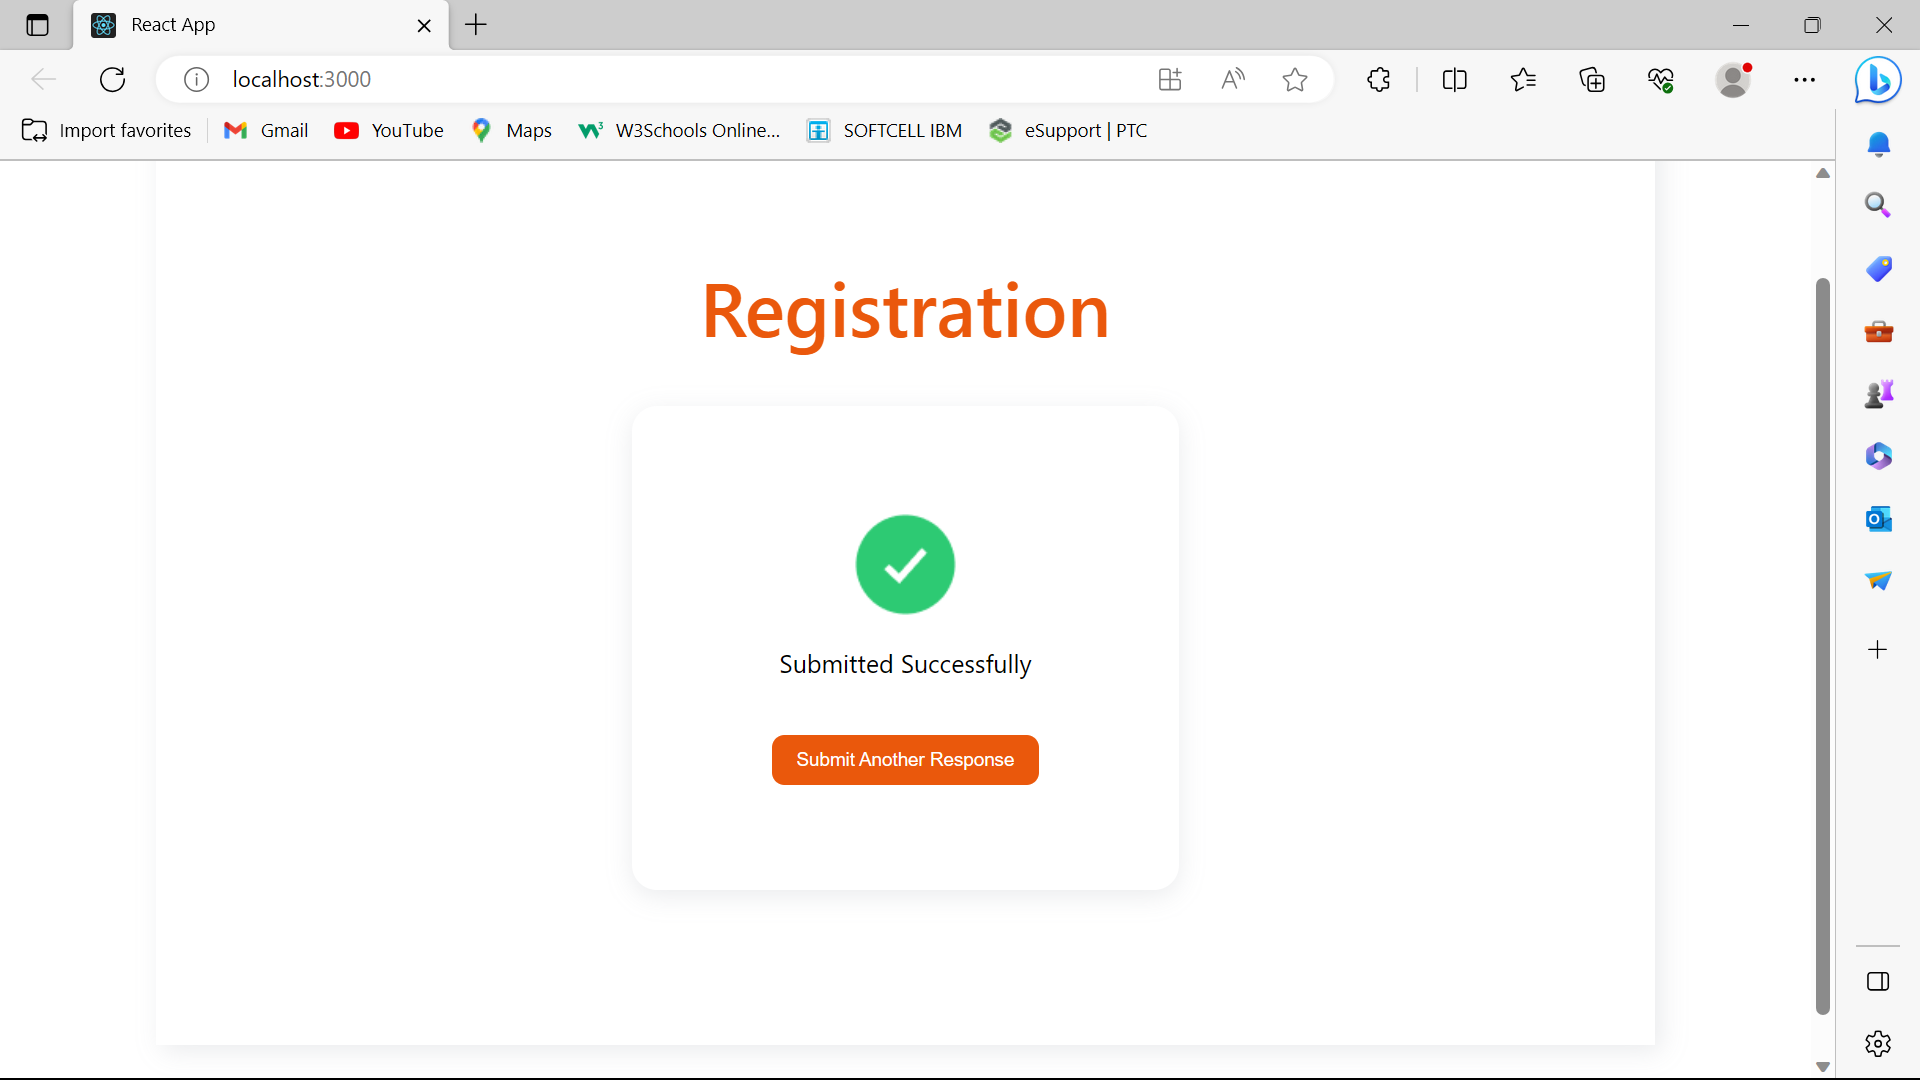 React App
localhost:3000
Import favorites
Gmail
YouTube
Maps
W3Schools Online...
SOFTCELL IBM
eSupport | PTC
Registration
Submitted Successfully
Submit Another Response